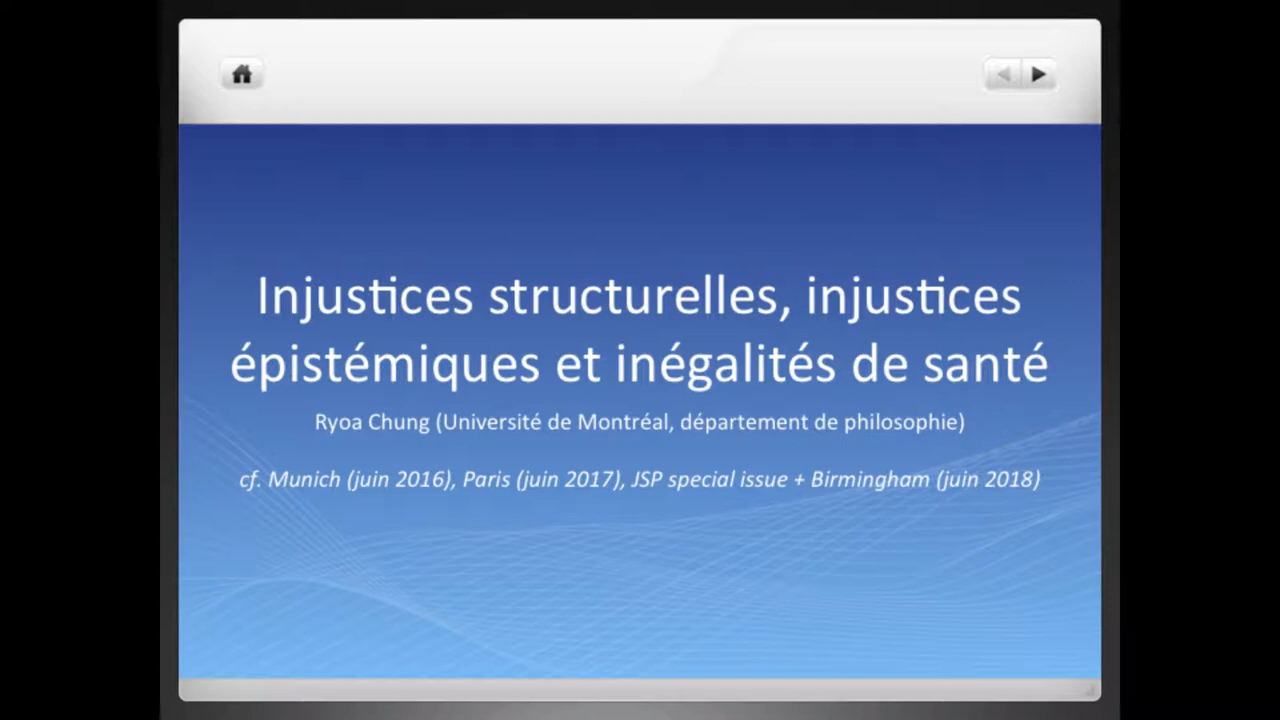 Injustices structurelles, injustices
épistémiques et inégalités de santé
Ryoa Chung (Université de Montréal, département de philosophie)
cf. Munich (juin 2016), Paris (juin 2017), JSP special issue + Birmingham (juin 2018)